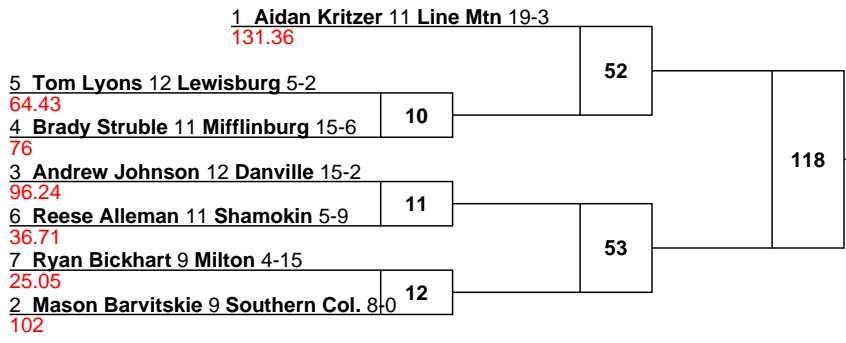 1 Aidan Kritzer 11 Line Mtn 19-3
131.36
52
5 Tom Lyons 12 Lewisburg 5-2
64.43
10
4 Brady Struble 11 Mifflinburg 15-6
76
118
3 Andrew Johnson 12 Danville 15-2
96.24
11
6 Reese Alleman 11 Shamokin 5-9
36.71
53
7 Ryan Bickhart 9 Milton 4-15
25.05
12
2 Mason Barvitskie 9 Southern Col. 8-0
102